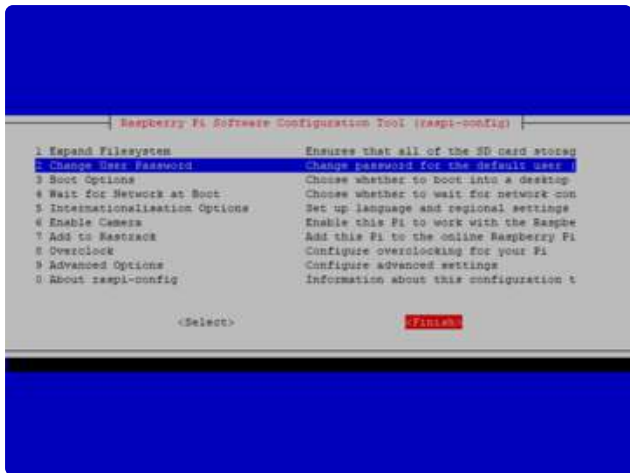 Raspberry Pi Software Configuration Tool (raspi-config)
1 Expand Filesystem Ensures that all of the SD card storag
2 Change User Password Change password for the default user (
3 Boot Options Choose whether to boot into a desktop
4 Wait for Network at Boot Choose whether to wait for network con
5 Internationalisation Options Set up language and regional settings
6 Enable Camera Enable this Pi to work with the Raspbe
7 Add to Rastrack Add this Pi to the online Raspberry Pi
8 Overclock Configure overclocking for your Pi
9 Advanced Options Configure advanced settings
0 About raspi-config Information about this configuration t
<Select> <Finish>